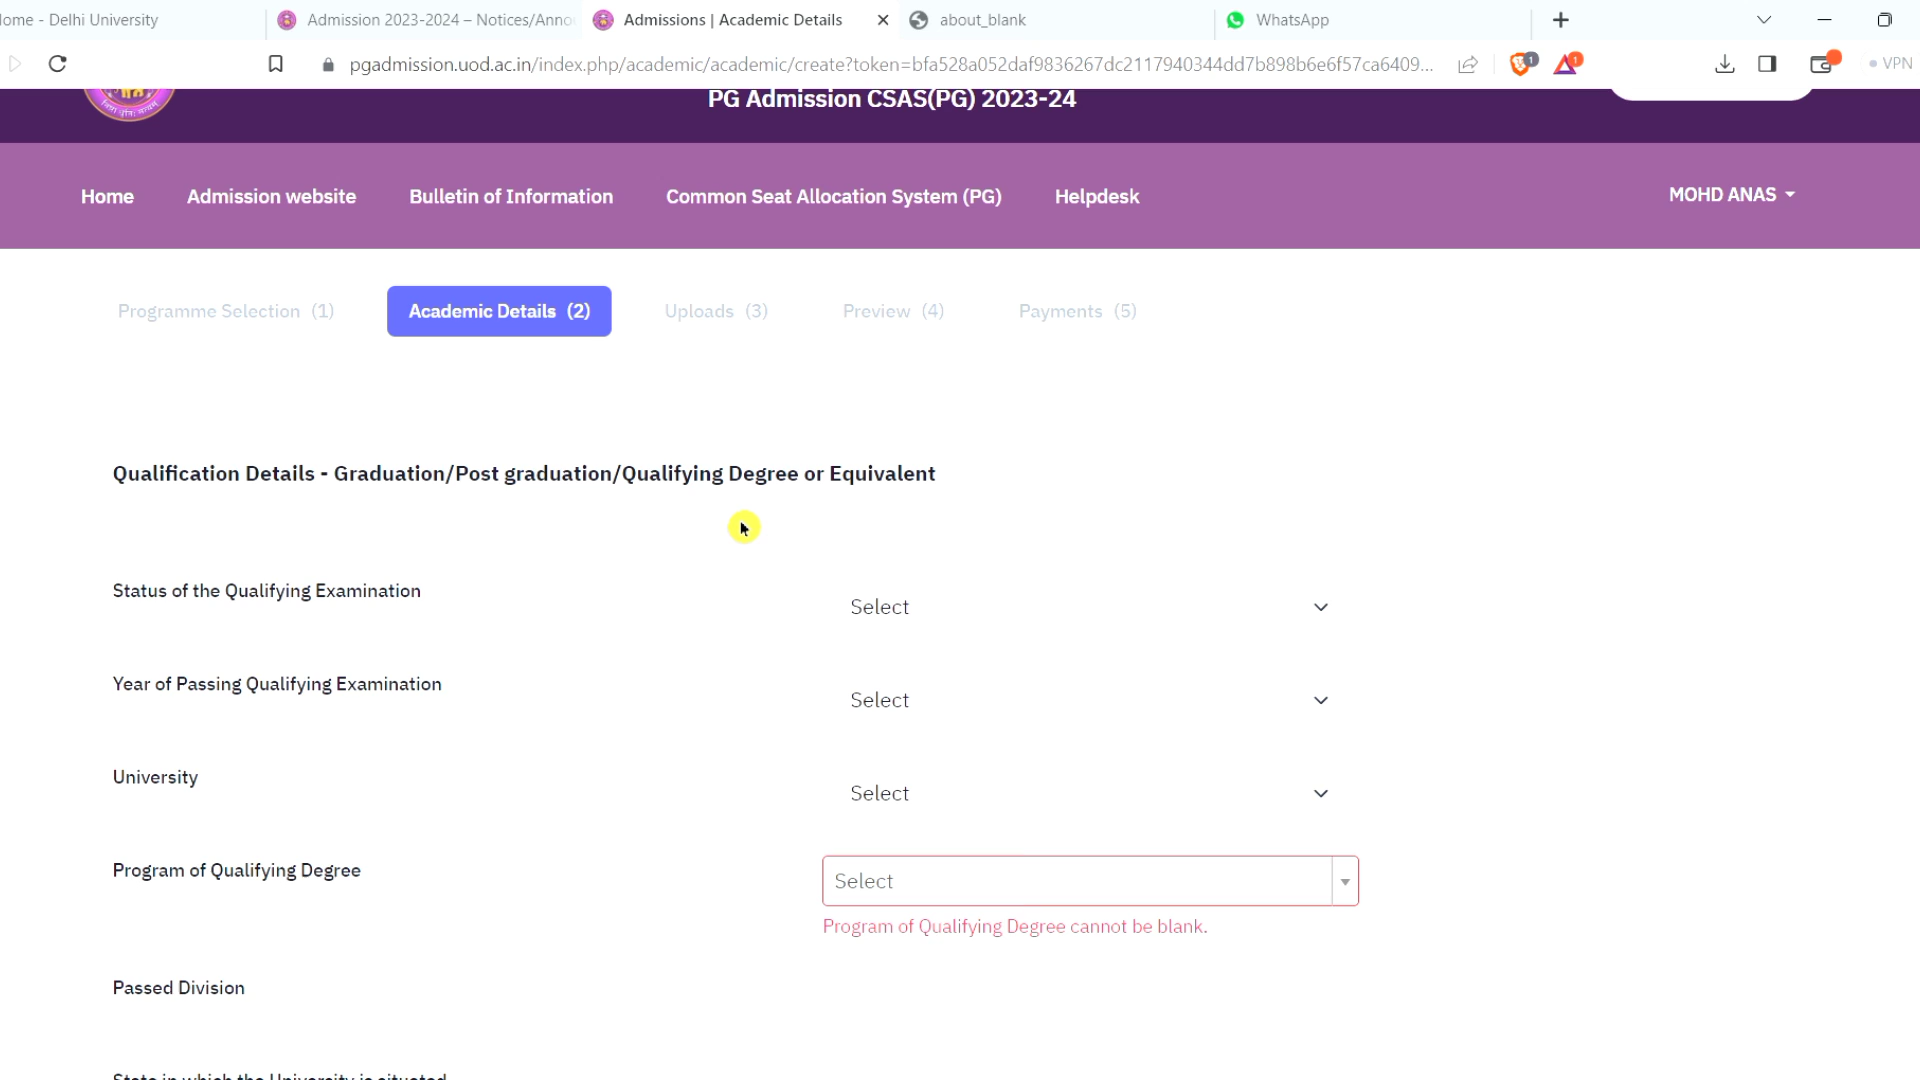 ome - Delhi University
Admission 2023-2024 – Notices/Anno
Admissions | Academic Details
about_blank
WhatsApp
pgadmission.uod.ac.in/index.php/academic/academic/create?token=bfa528a052daf9836267dc2117940344dd7b898b6e6f57ca6409...
1
1
VPN
PG Admission CSAS(PG) 2023-24
Home
Admission website
Bulletin of Information
Common Seat Allocation System (PG)
Helpdesk
MOHD ANAS
Programme Selection (1)
Academic Details (2)
Uploads (3)
Preview (4)
Payments (5)
Qualification Details - Graduation/Post graduation/Qualifying Degree or Equivalent
Status of the Qualifying Examination
Select
Year of Passing Qualifying Examination
Select
University
Select
Program of Qualifying Degree
Select
Program of Qualifying Degree cannot be blank.
Passed Division
State in which the University is situated